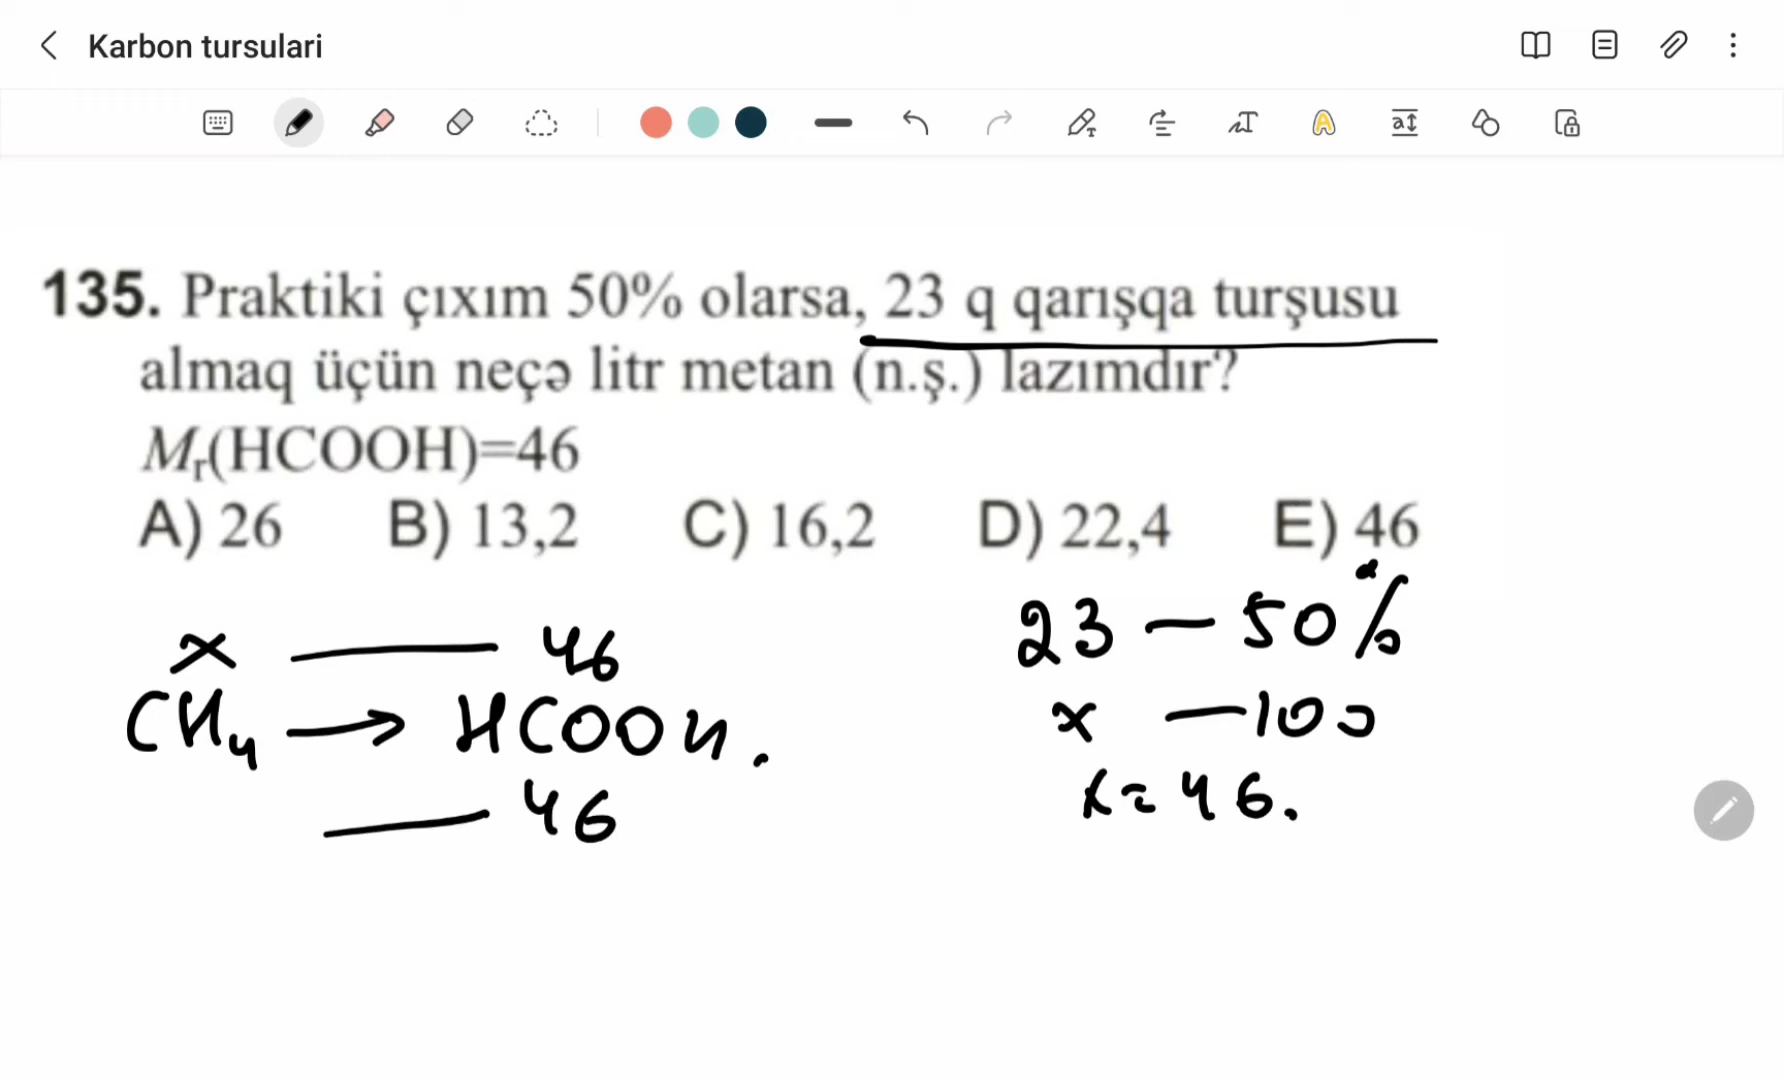 Karbon tursulari
135. Praktiki çıxım 50% olarsa, 23 q qarışqa turşusu
almaq üçün neçə litr metan (n.ş.) lazımdır?
Mr(HCOOH)=46
A) 26 B) 13,2 C) 16,2 D) 22,4 E) 46
x — 46
CH4 → HCOOH.
— 46
23 — 50%
x — 100
x = 46.